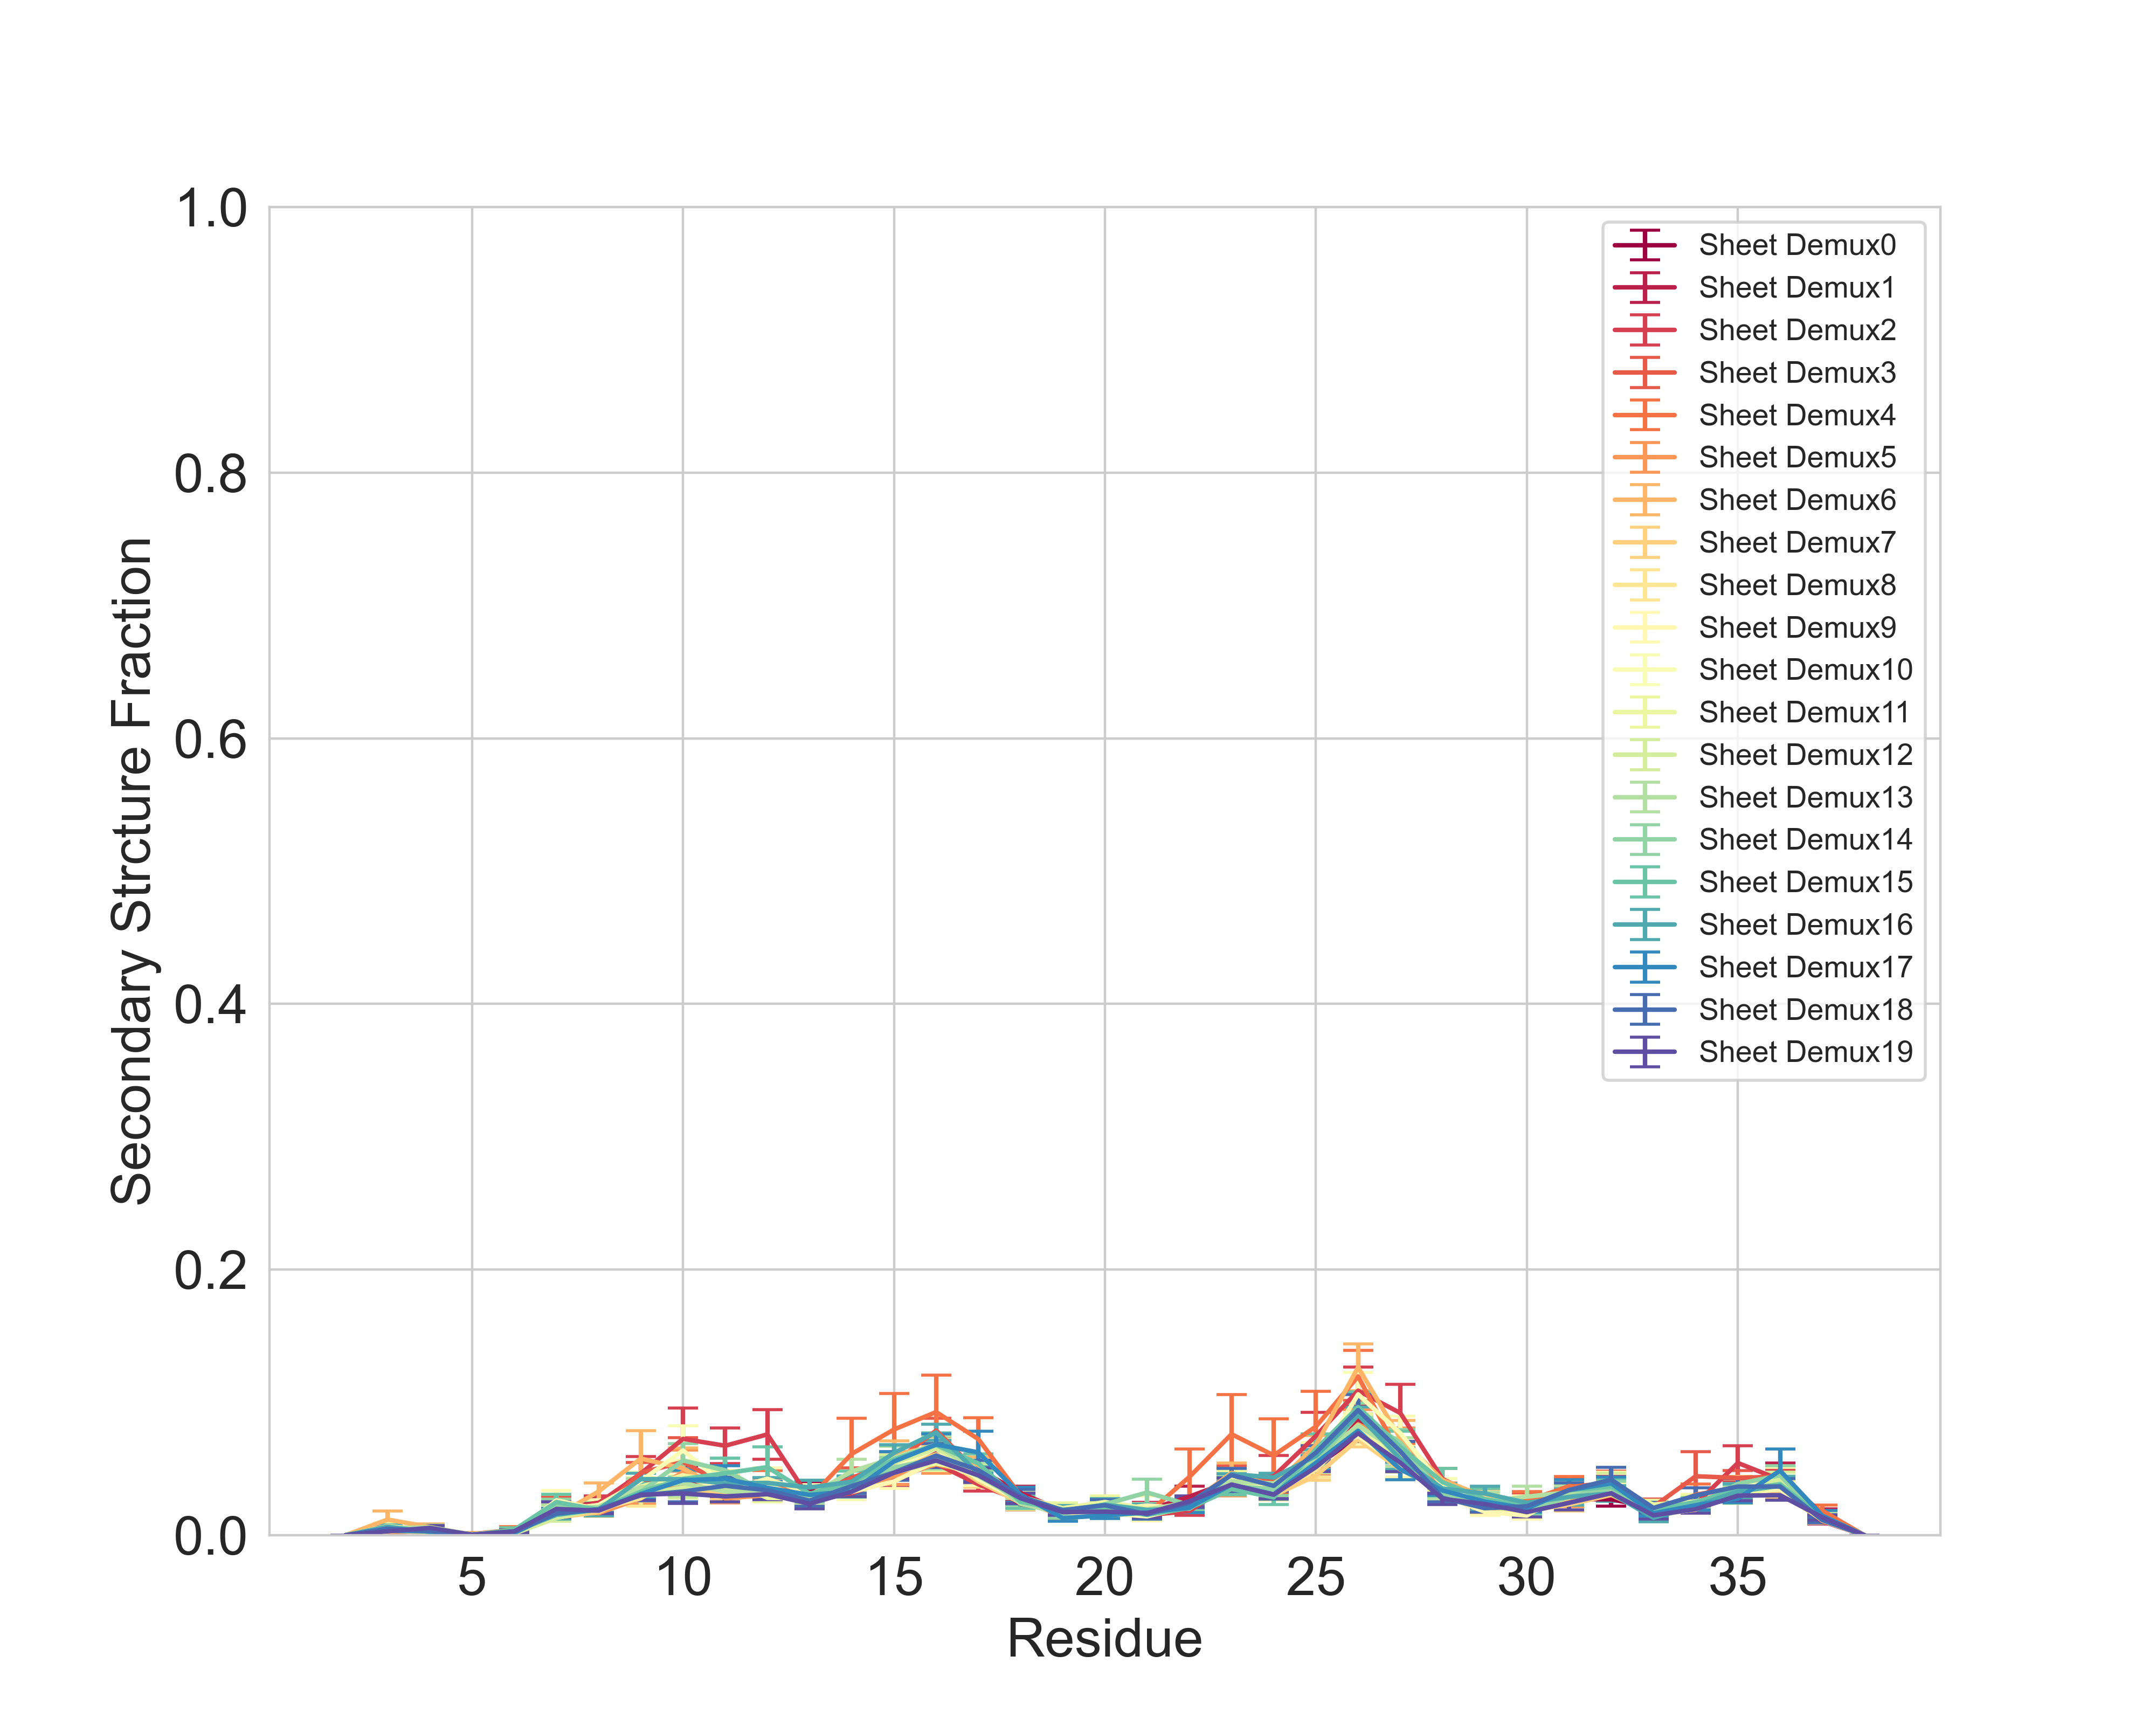 1.0
0.8
0.6
0.4
0.2
0.0
Secondary Strcture Fraction
5 10 15 20 25 30 35
Residue
Sheet Demux0
Sheet Demux1
Sheet Demux2
Sheet Demux3
Sheet Demux4
Sheet Demux5
Sheet Demux6
Sheet Demux7
Sheet Demux8
Sheet Demux9
Sheet Demux10
Sheet Demux11
Sheet Demux12
Sheet Demux13
Sheet Demux14
Sheet Demux15
Sheet Demux16
Sheet Demux17
Sheet Demux18
Sheet Demux19